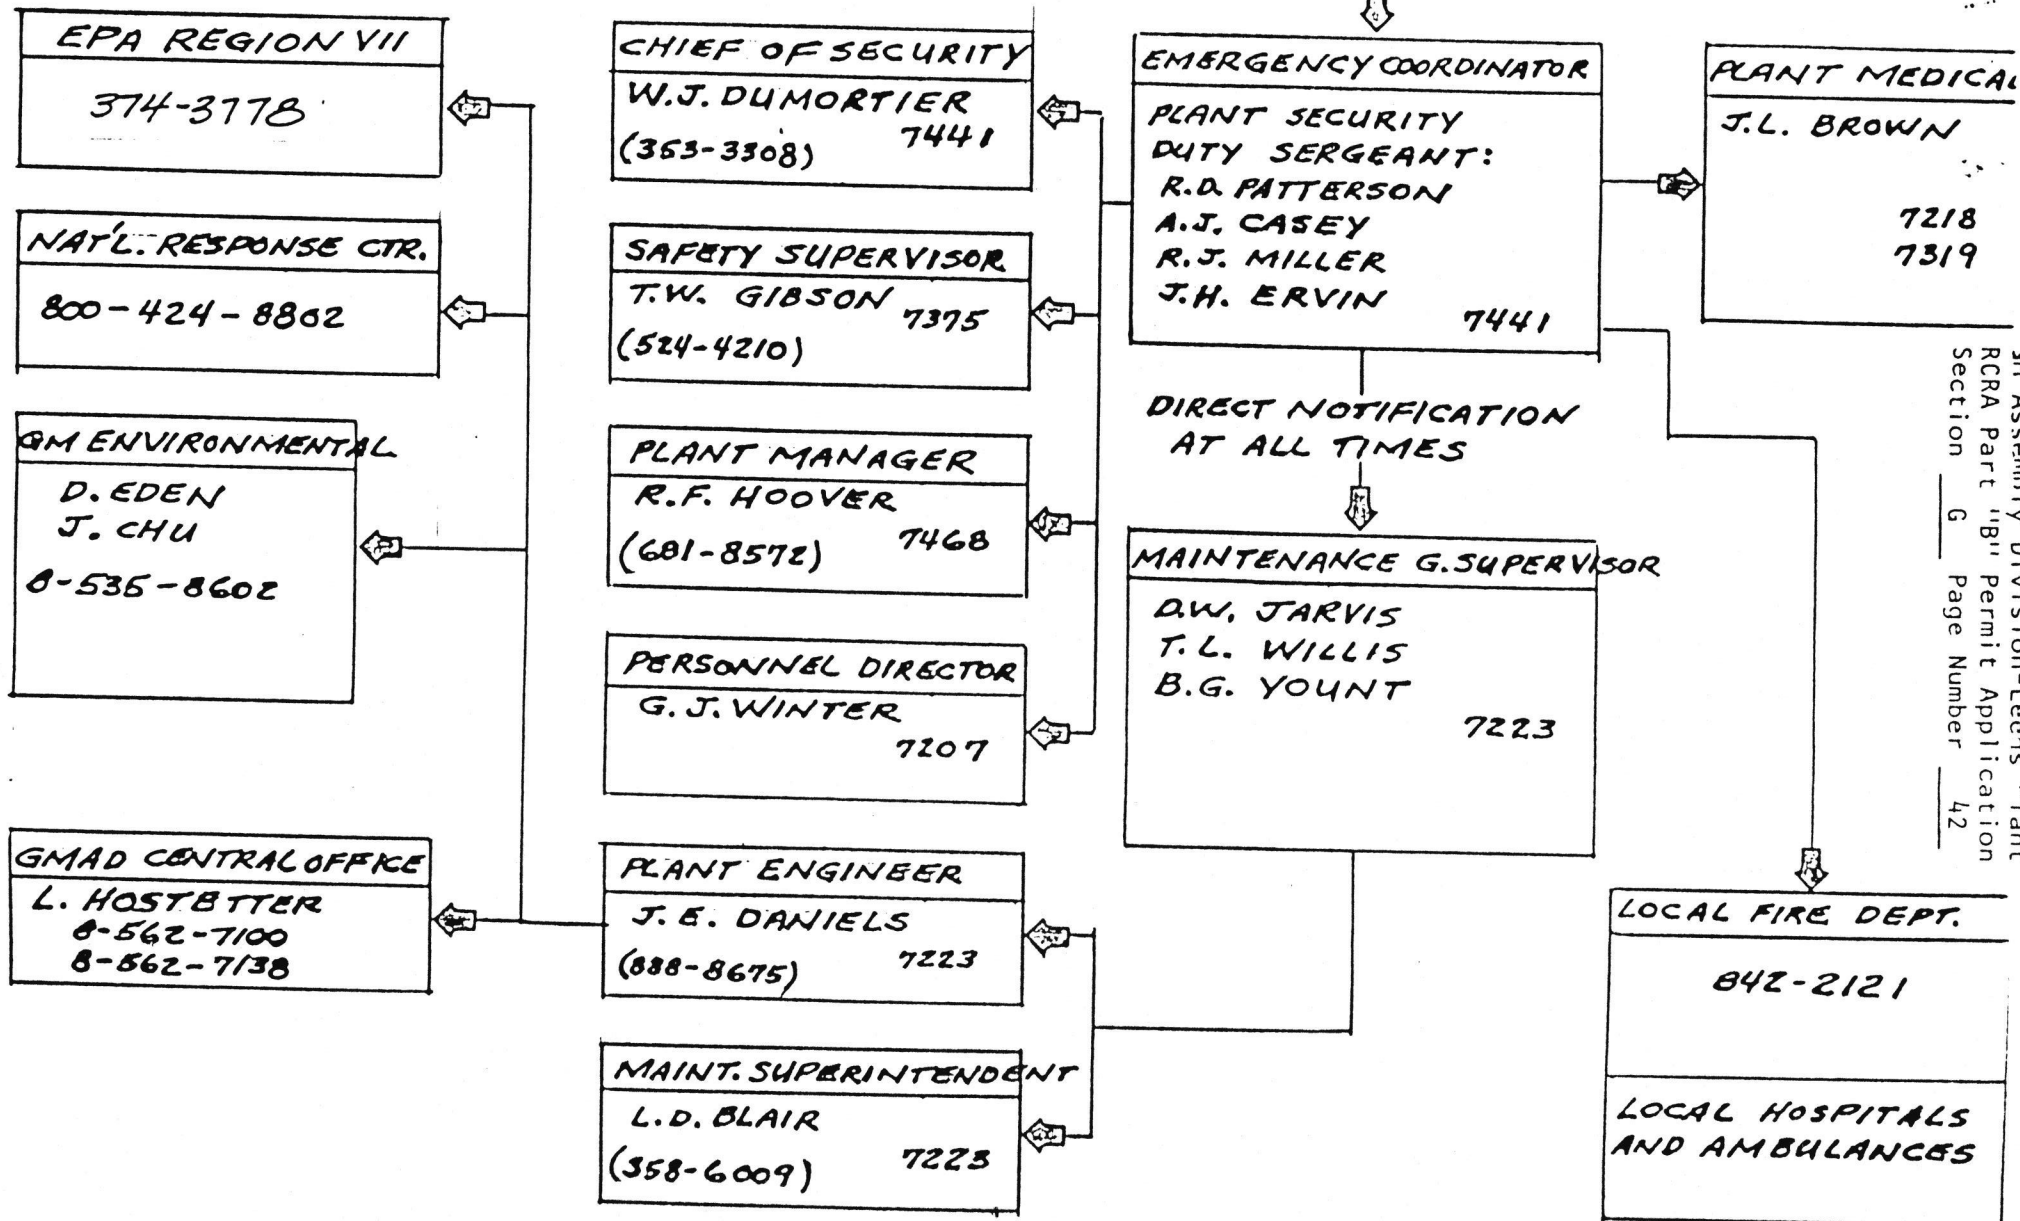 EPA REGION VII
374-3778
NAT'L. RESPONSE CTR.
800-424-8802
GM ENVIRONMENTAL
D. EDEN
J. CHU
8-535-8602
GMAD CENTRAL OFFICE
L. HOSTETTER
8-562-7100
8-562-7138
CHIEF OF SECURITY
W.J. DUMORTIER
7441
(353-3308)
SAFETY SUPERVISOR
T.W. GIBSON
7375
(524-4210)
PLANT MANAGER
R.F. HOOVER
7468
(681-8572)
PERSONNEL DIRECTOR
G.J. WINTER
7207
PLANT ENGINEER
J.E. DANIELS
7223
(888-8675)
MAINT. SUPERINTENDENT
L.D. BLAIR
7223
(358-6009)
EMERGENCY COORDINATOR
PLANT SECURITY
DUTY SERGEANT:
R.D. PATTERSON
A.J. CASEY
R.J. MILLER
J.H. ERVIN
7441
DIRECT NOTIFICATION
AT ALL TIMES
MAINTENANCE G. SUPERVISOR
D.W. JARVIS
T.L. WILLIS
B.G. YOUNT
7223
PLANT MEDICAL
J.L. BROWN
7218
7319
LOCAL FIRE DEPT.
842-2121
LOCAL HOSPITALS
AND AMBULANCES
Assembly Division-Leeds Plant
RCRA Part "B" Permit Application
Section G Page Number 42